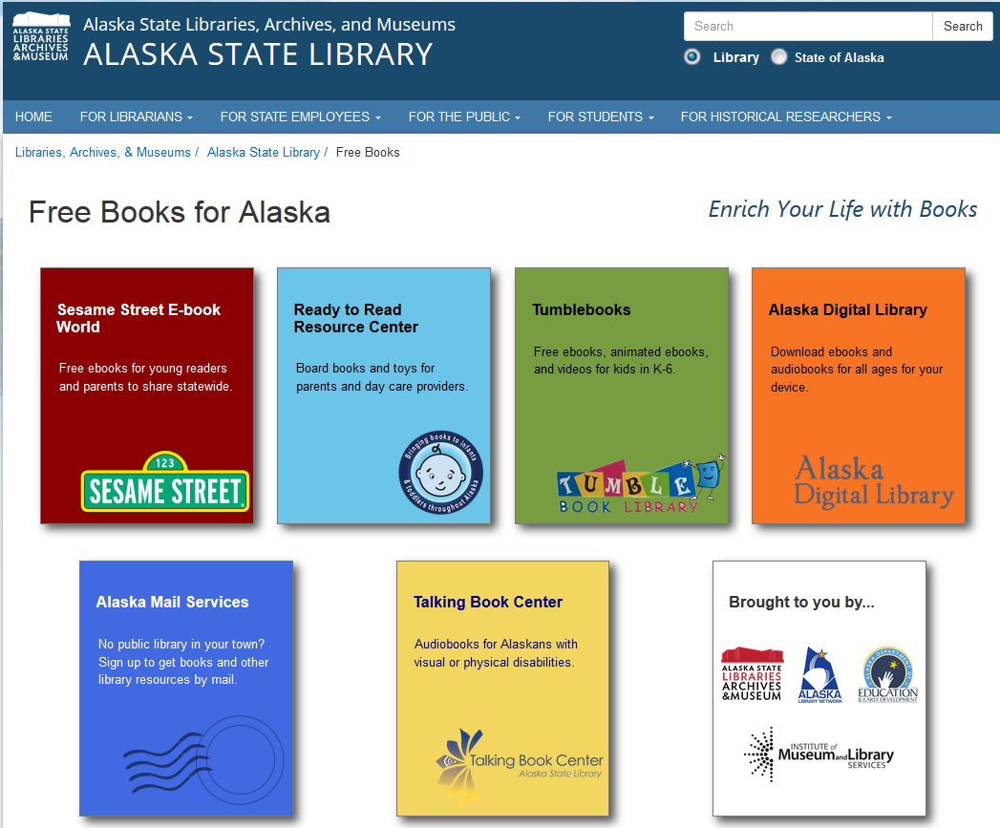 ALASKA STATE
LIBRARIES
ARCHIVES
&MUSEUM
Alaska State Libraries, Archives, and Museums
ALASKA STATE LIBRARY
Search Search
Library State of Alaska
HOME FOR LIBRARIANS FOR STATE EMPLOYEES FOR THE PUBLIC FOR STUDENTS FOR HISTORICAL RESEARCHERS
Libraries, Archives, & Museums / Alaska State Library / Free Books
Free Books for Alaska
Enrich Your Life with Books
Sesame Street E-book
World
Free ebooks for young readers
and parents to share statewide.
123
SESAME STREET
Ready to Read
Resource Center
Board books and toys for
parents and day care providers.
Bringing books to infants
& toddlers throughout Alaska
Tumblebooks
Free ebooks, animated ebooks,
and videos for kids in K-6.
TUMBLE
BOOK LIBRARY
Alaska Digital Library
Download ebooks and
audiobooks for all ages for your
device.
Alaska
Digital Library
Alaska Mail Services
No public library in your town?
Sign up to get books and other
library resources by mail.
Talking Book Center
Audiobooks for Alaskans with
visual or physical disabilities.
Talking Book Center
Alaska State Library
Brought to you by...
ALASKA STATE
LIBRARIES
ARCHIVES
&MUSEUM
ALASKA
LIBRARY NETWORK
ALASKA DEPARTMENT OF
EDUCATION
& EARLY DEVELOPMENT
INSTITUTE of
Museum and Library
SERVICES